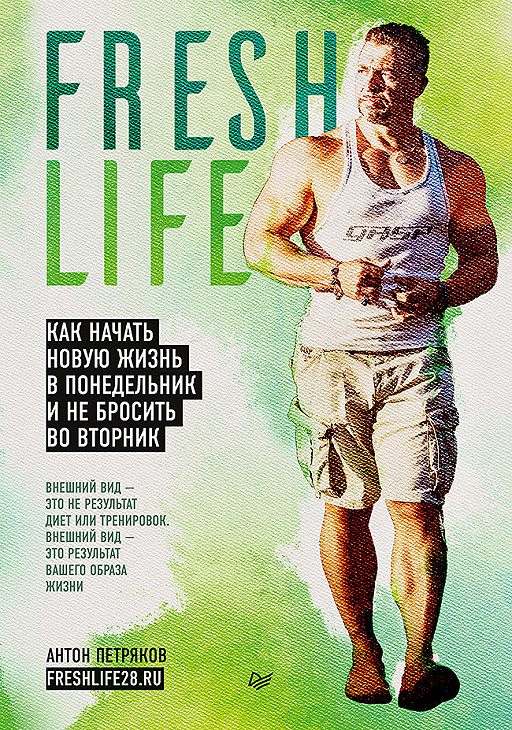 FRESH
LIFE
GASP
КАК НАЧАТЬ
НОВУЮ ЖИЗНЬ
В ПОНЕДЕЛЬНИК
И НЕ БРОСИТЬ
ВО ВТОРНИК
ВНЕШНИЙ ВИД –
ЭТО НЕ РЕЗУЛЬТАТ
ДИЕТ ИЛИ ТРЕНИРОВОК.
ВНЕШНИЙ ВИД –
ЭТО РЕЗУЛЬТАТ
ВАШЕГО ОБРАЗА
ЖИЗНИ
АНТОН ПЕТРЯКОВ
FRESHLIFE28.RU